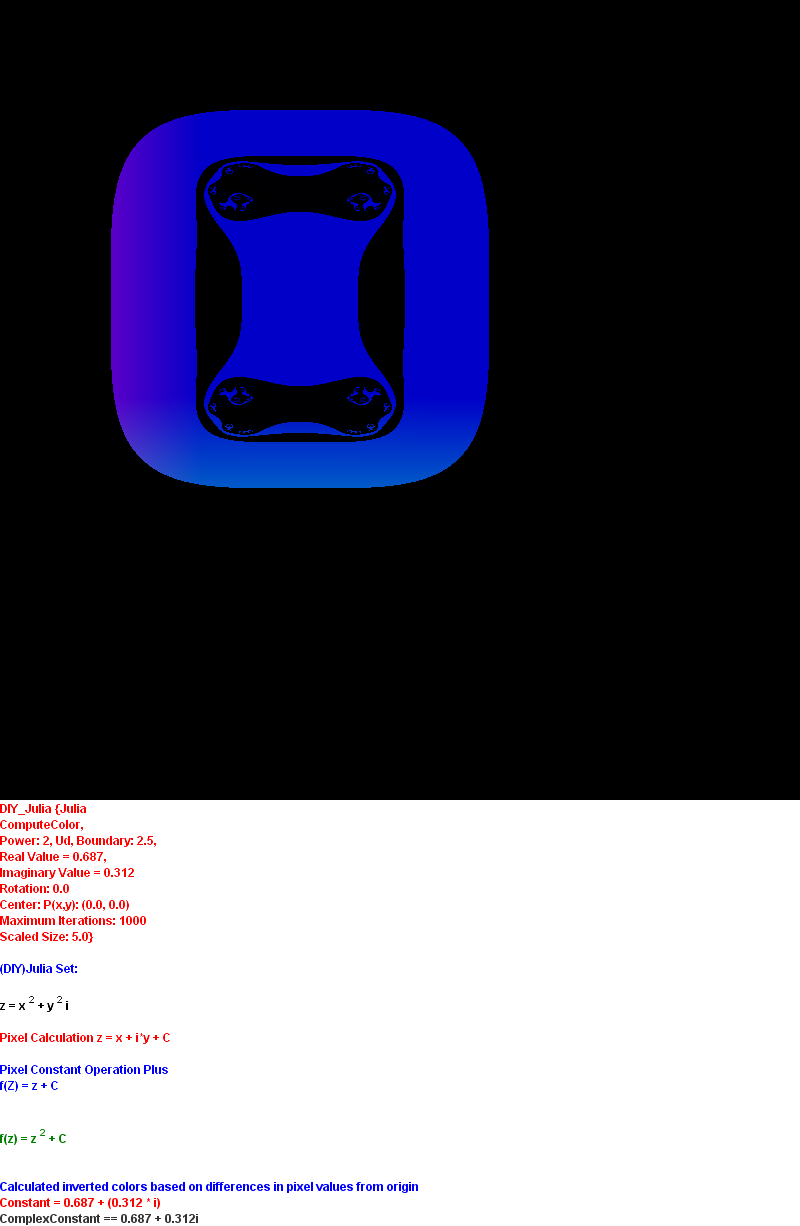 DIY_Julia {Julia
ComputeColor,
Power: 2, Ud, Boundary: 2.5,
Real Value = 0.687,
Imaginary Value = 0.312
Rotation: 0.0
Center: P(x,y): (0.0, 0.0)
Maximum Iterations: 1000
Scaled Size: 5.0}
(DIY)Julia Set:
z = x 2 + y 2 i
Pixel Calculation z = x + i*y + C
Pixel Constant Operation Plus
f(Z) = z + C
f(z) = z 2 + C
Calculated inverted colors based on differences in pixel values from origin
Constant = 0.687 + (0.312 * i)
ComplexConstant == 0.687 + 0.312i